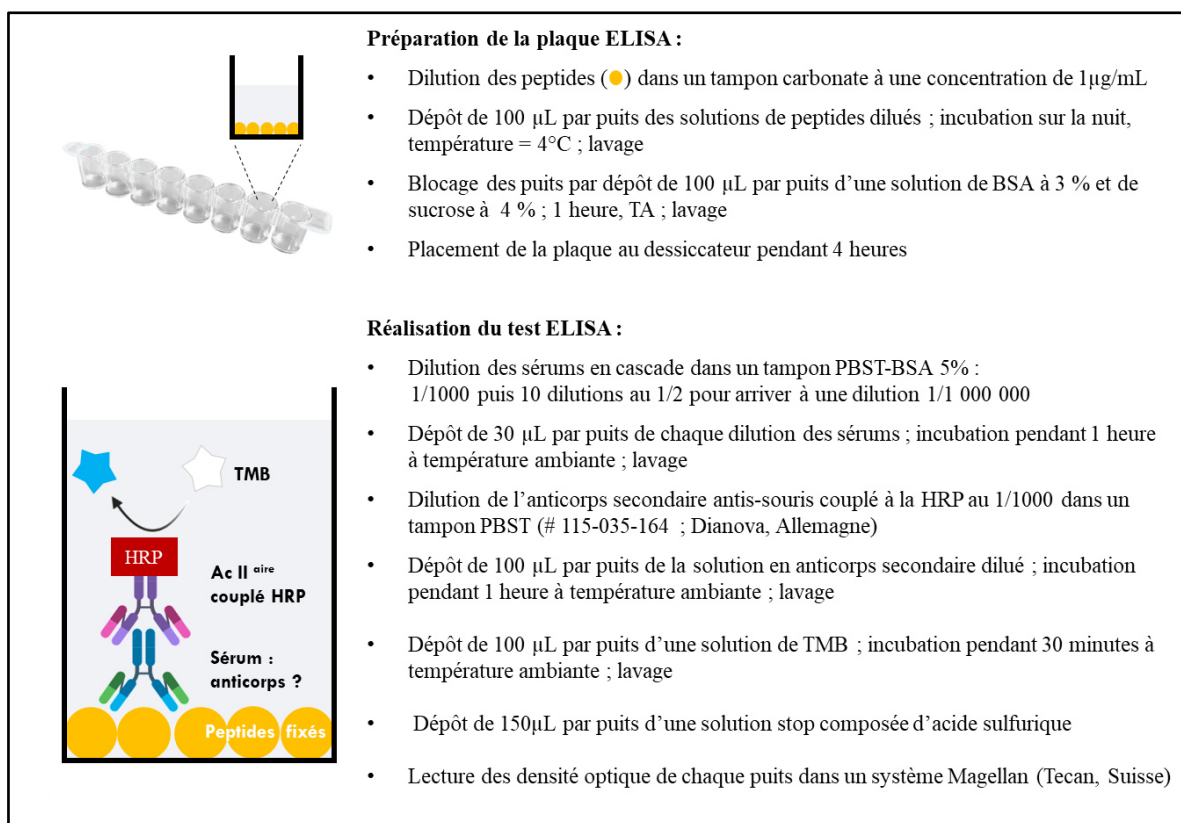 Préparation de la plaque ELISA :
• Dilution des peptides ( ) dans un tampon carbonate à une concentration de 1µg/mL
• Dépôt de 100 µL par puits des solutions de peptides dilués ; incubation sur la nuit,
température = 4°C ; lavage
• Blocage des puits par dépôt de 100 µL par puits d’une solution de BSA à 3 % et de
sucrose à 4 % ; 1 heure, TA ; lavage
• Placement de la plaque au dessiccateur pendant 4 heures
Réalisation du test ELISA :
• Dilution des sérums en cascade dans un tampon PBST-BSA 5% :
1/1000 puis 10 dilutions au 1/2 pour arriver à une dilution 1/1 000 000
• Dépôt de 30 µL par puits de chaque dilution des sérums ; incubation pendant 1 heure
à température ambiante ; lavage
• Dilution de l’anticorps secondaire antis-souris couplé à la HRP au 1/1000 dans un
tampon PBST (# 115-035-164 ; Dianova, Allemagne)
• Dépôt de 100 µL par puits de la solution en anticorps secondaire dilué ; incubation
pendant 1 heure à température ambiante ; lavage
• Dépôt de 100 µL par puits d’une solution de TMB ; incubation pendant 30 minutes à
température ambiante ; lavage
• Dépôt de 150µL par puits d’une solution stop composée d’acide sulfurique
• Lecture des densité optique de chaque puits dans un système Magellan (Tecan, Suisse)
TMB
HRP
Ac II aire
couplé HRP
Sérum :
anticorps ?
Peptides fixés